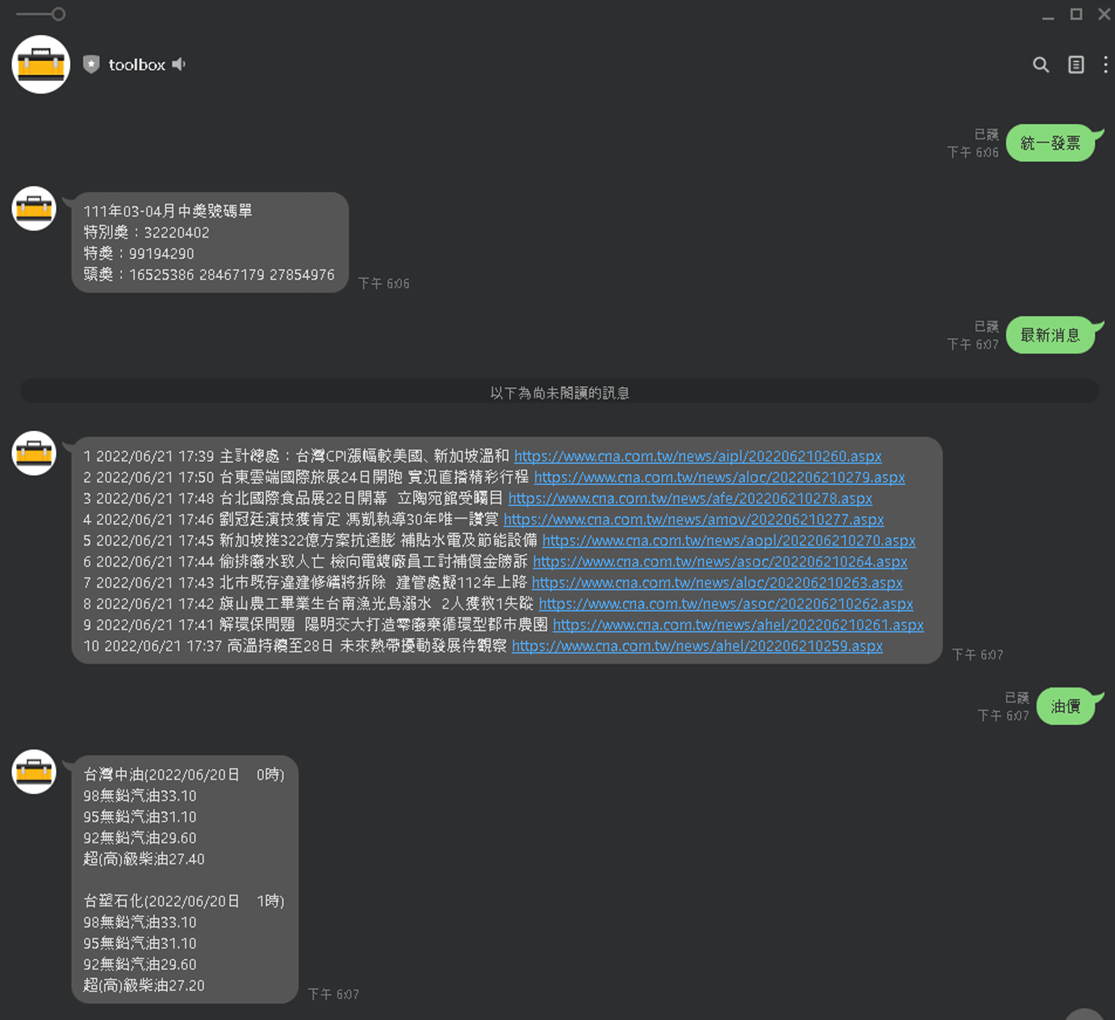 toolbox
已讀
下午 6:06
統一發票
111年03-04月中獎號碼單
特別獎：32220402
特獎：99194290
頭獎：16525386 28467179 27854976
下午 6:06
已讀
下午 6:07
最新消息
以下為尚未閱讀的訊息
1 2022/06/21 17:39 主計總處：台灣CPI漲幅較美國、新加坡溫和 https://www.cna.com.tw/news/aipl/202206210260.aspx
2 2022/06/21 17:50 台東雲端國際旅展24日開跑 實況直播精彩行程 https://www.cna.com.tw/news/aloc/202206210279.aspx
3 2022/06/21 17:48 台北國際食品展22日開幕 立陶宛館受矚目 https://www.cna.com.tw/news/afe/202206210278.aspx
4 2022/06/21 17:46 劉冠廷演技獲肯定 馮凱執導30年唯一讚賞 https://www.cna.com.tw/news/amov/202206210277.aspx
5 2022/06/21 17:45 新加坡推322億方案抗通膨 補貼水電及節能設備 https://www.cna.com.tw/news/aopl/202206210270.aspx
6 2022/06/21 17:44 偷排廢水致人亡 檢向電鍍廠員工討補償金勝訴 https://www.cna.com.tw/news/asoc/202206210264.aspx
7 2022/06/21 17:43 北市既存違建修繕將拆除 建管處擬112年上路 https://www.cna.com.tw/news/aloc/202206210263.aspx
8 2022/06/21 17:42 旗山農工畢業生台南漁光島溺水 2人獲救1失蹤 https://www.cna.com.tw/news/asoc/202206210262.aspx
9 2022/06/21 17:41 解環保問題 陽明交大打造零廢棄循環型都市農園 https://www.cna.com.tw/news/ahel/202206210261.aspx
10 2022/06/21 17:37 高溫持續至28日 未來熱帶擾動發展待觀察 https://www.cna.com.tw/news/ahel/202206210259.aspx
下午 6:07
已讀
下午 6:07
油價
台灣中油(2022/06/20日 0時)
98無鉛汽油33.10
95無鉛汽油31.10
92無鉛汽油29.60
超(高)級柴油27.40
台塑石化(2022/06/20日 1時)
98無鉛汽油33.10
95無鉛汽油31.10
92無鉛汽油29.60
超(高)級柴油27.20
下午 6:07